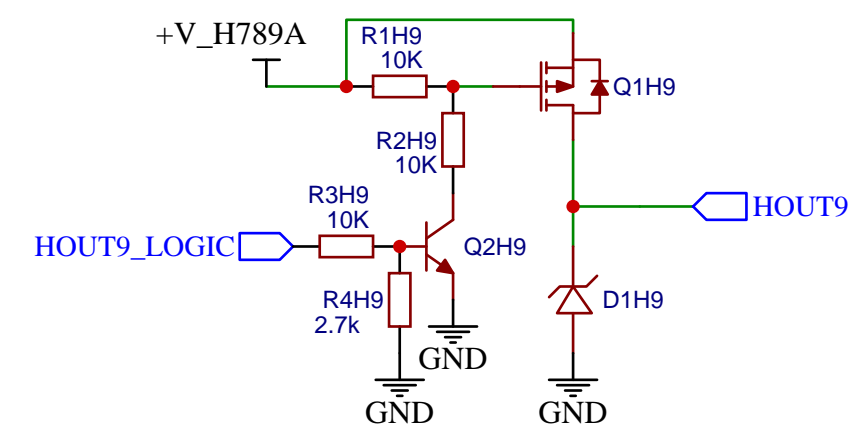 +V_H789A
R1H9
10K
Q1H9
R2H9
10K
HOUT9
R3H9
10K
HOUT9_LOGIC
Q2H9
R4H9
2.7k
D1H9
GND
GND
GND